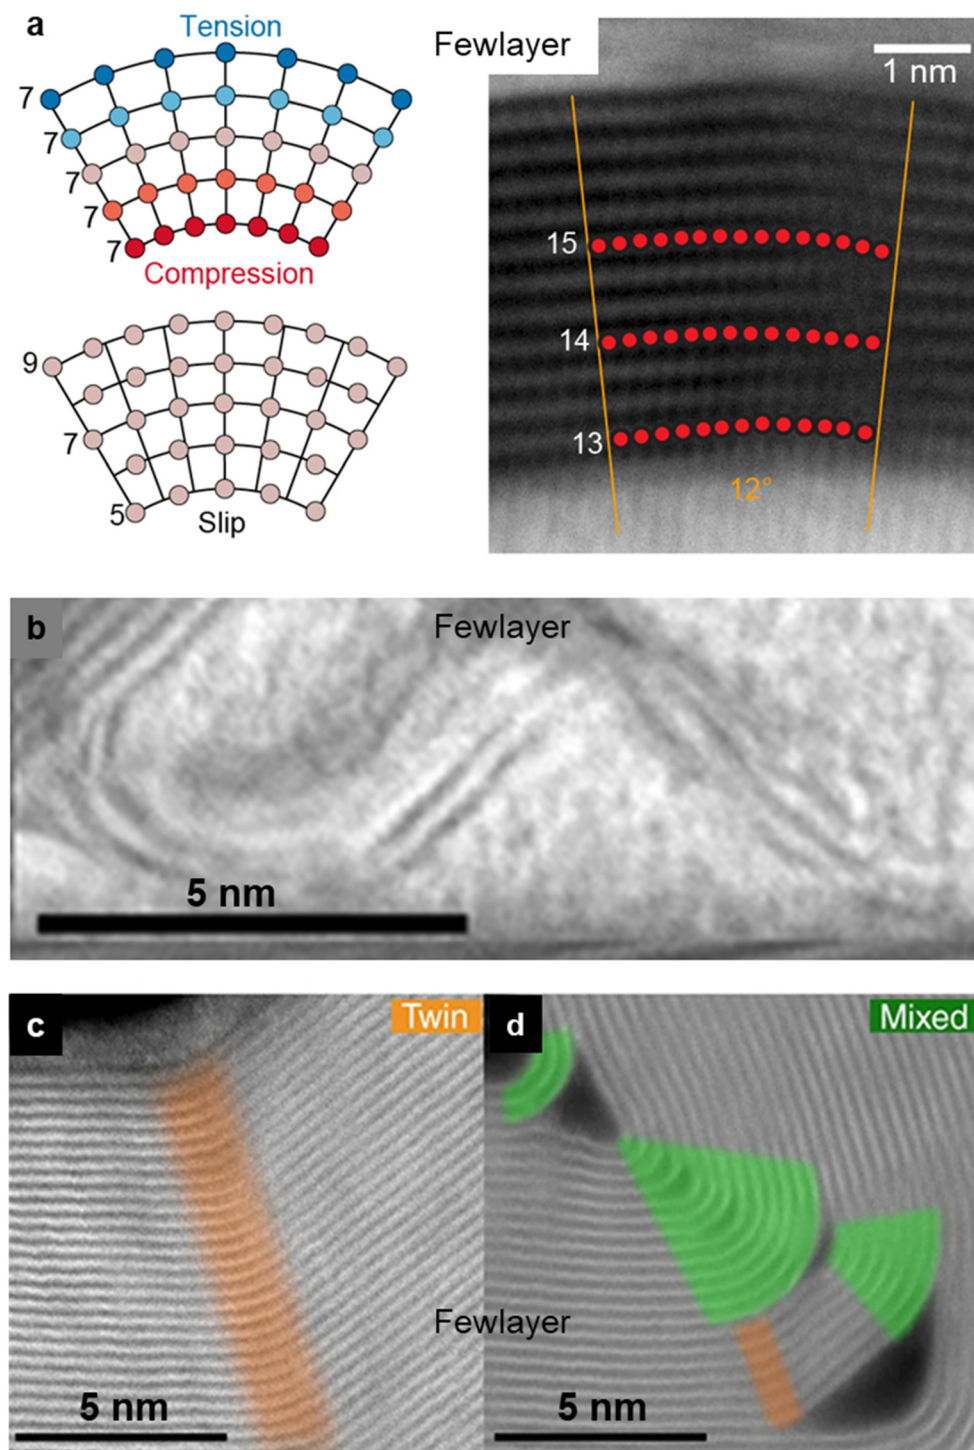 a
Tension
7
7
7
7
7
Compression
9
7
5
Slip
Fewlayer
1 nm
15
14
13
12°
b
Fewlayer
5 nm
c
Twin
d
Mixed
Fewlayer
5 nm
5 nm